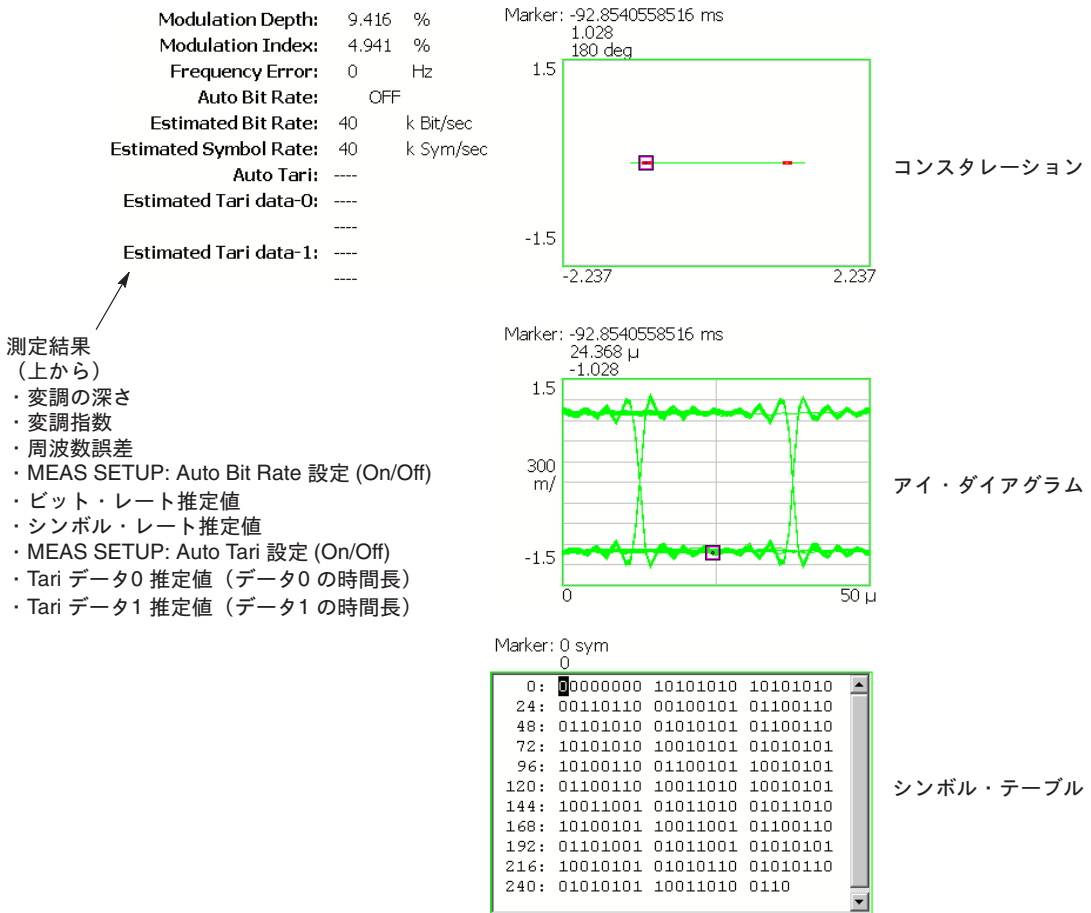 Modulation Depth: 9.416 %
Modulation Index: 4.941 %
Frequency Error: 0 Hz
Auto Bit Rate: OFF
Estimated Bit Rate: 40 k Bit/sec
Estimated Symbol Rate: 40 k Sym/sec
Auto Tari: ----
Estimated Tari data-0: ----
----
Estimated Tari data-1: ----
----
測定結果
（上から）
・変調の深さ
・変調指数
・周波数誤差
・MEAS SETUP: Auto Bit Rate 設定 (On/Off)
・ビット・レート推定値
・シンボル・レート推定値
・MEAS SETUP: Auto Tari 設定 (On/Off)
・Tari データ0 推定値（データ0 の時間長）
・Tari データ1 推定値（データ1 の時間長）
Marker: -92.8540558516 ms
1.028
180 deg
1.5
-1.5
-2.237 2.237
コンスタレーション
Marker: -92.8540558516 ms
24.368 μ
-1.028
1.5
300
m/
-1.5
0 50 μ
アイ・ダイアグラム
Marker: 0 sym
0
0: 00000000 10101010 10101010
24: 00110110 00100101 01100110
48: 01101010 01010101 01100110
72: 10101010 10010101 01010101
96: 10100110 01100101 10010101
120: 01100110 10011010 10010101
144: 10011001 01011010 01011010
168: 10100101 10011001 01100110
192: 01101001 01011001 01010101
216: 10010101 01010110 01010110
240: 01010101 10011010 0110
シンボル・テーブル